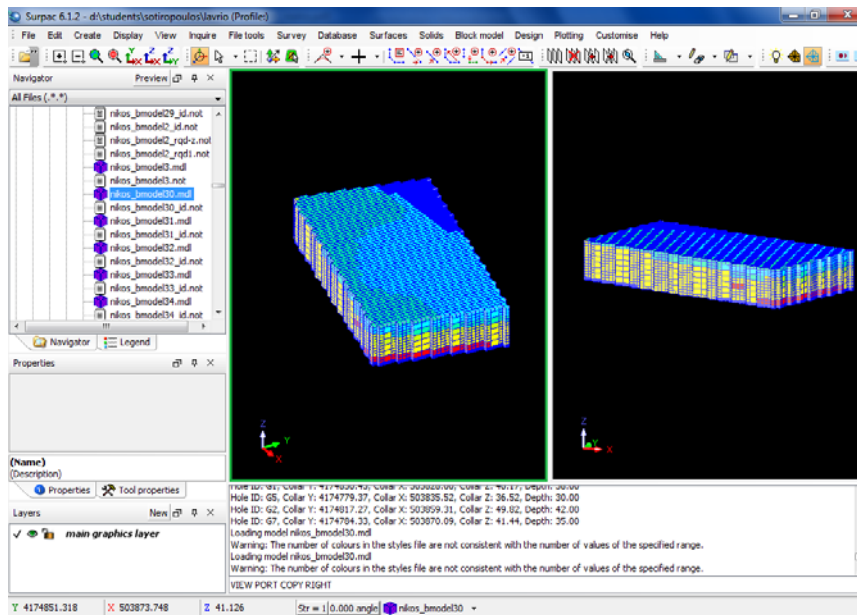 Surpac 6.1.2 - d:\students\sotiropoulos\lavrio (Profile:)
File Edit Create Display View Inquire File tools Survey Database Surfaces Solids Block model Design Plotting Customise Help
Navigator Preview
All Files (*.*)
nikos_bmodel29_id.not
nikos_bmodel2_id.not
nikos_bmodel2_rqd-z.not
nikos_bmodel2_rqd1.not
nikos_bmodel3.mdl
nikos_bmodel3.not
nikos_bmodel30.mdl
nikos_bmodel30_id.not
nikos_bmodel31.mdl
nikos_bmodel31_id.not
nikos_bmodel32.mdl
nikos_bmodel32_id.not
nikos_bmodel33.mdl
nikos_bmodel33_id.not
nikos_bmodel34.mdl
nikos_bmodel34_id.not
Navigator Legend
Properties
(Name)
(Description)
Properties Tool properties
Layers New
main graphics layer
Z Y X
Z Y X
Hole ID: G1, Collar Y: Collar X: Collar Z: Depth:
Hole ID: G5, Collar Y: 4174779.37, Collar X: 503835.52, Collar Z: 36.52, Depth: 30.00
Hole ID: G2, Collar Y: 4174817.27, Collar X: 503859.31, Collar Z: 49.82, Depth: 42.00
Hole ID: G7, Collar Y: 4174784.33, Collar X: 503870.09, Collar Z: 41.44, Depth: 35.00
Loading model nikos_bmodel30.mdl
Warning: The number of colours in the styles file are not consistent with the number of values of the specified range.
Loading model nikos_bmodel30.mdl
Warning: The number of colours in the styles file are not consistent with the number of values of the specified range.
VIEW PORT COPY RIGHT
Y 4174851.318 X 503873.748 Z 41.126 Str = 1 0.000 angle nikos_bmodel30